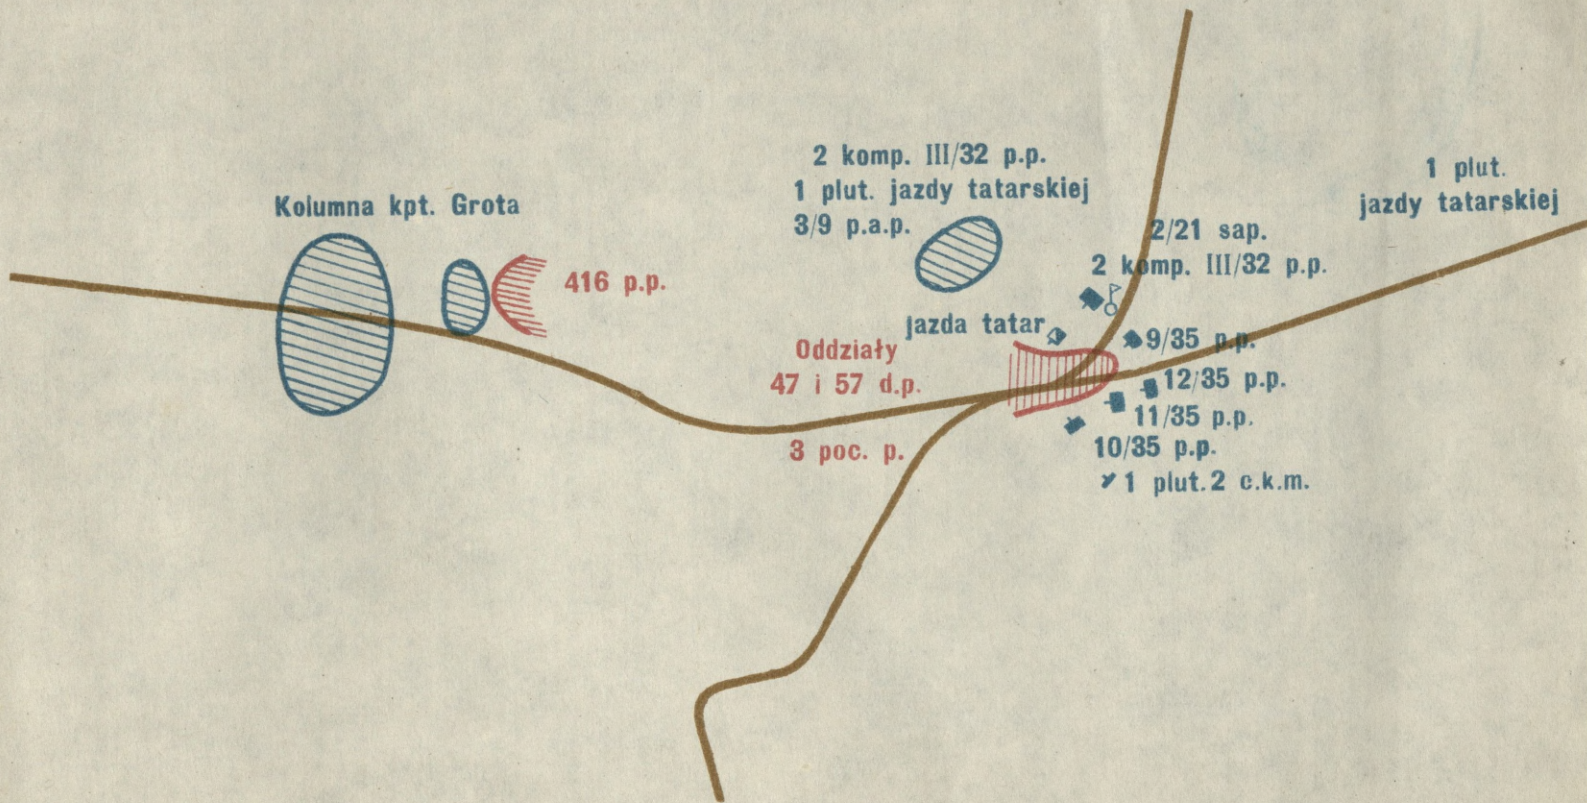 Kolumna kpt. Grota
416 p.p.
2 komp. III/32 p.p.
1 plut. jazdy tatarskiej
3/9 p.a.p.
1 plut.
jazdy tatarskiej
2/21 sap.
2 komp. III/32 p.p.
jazda tatar
Oddziały
47 i 57 d.p.
3 poc. p.
9/35 p.p.
12/35 p.p.
11/35 p.p.
10/35 p.p.
1 plut. 2 c.k.m.